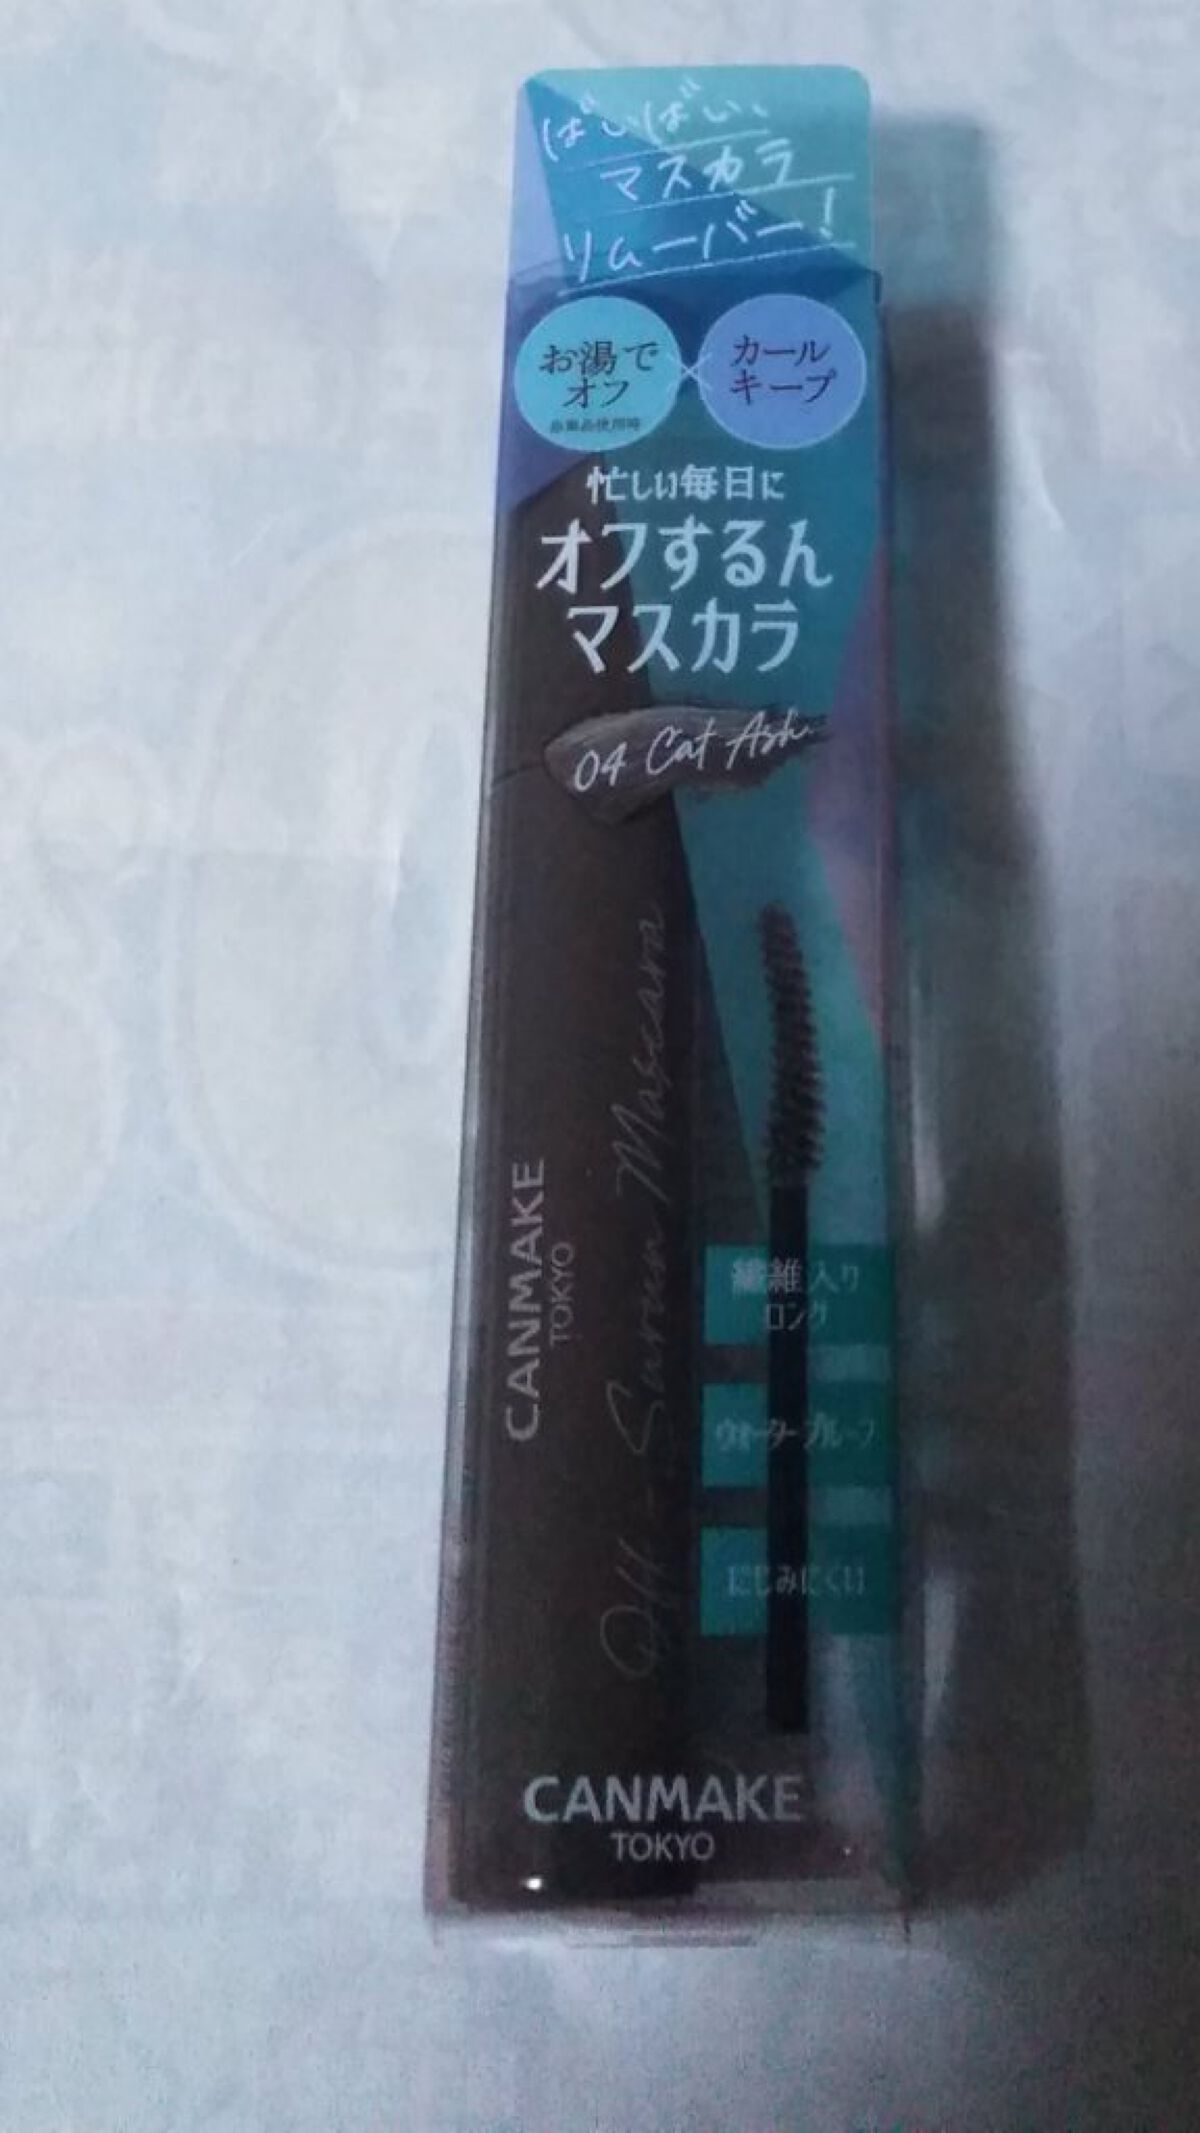 ばいばい、
マスカラ
リムーバー!
お湯で
オフ
カール
キープ
忙しい毎日に
オフするん
マスカラ
04 Cat Ash
CANMAKE
TOKYO
Off-Surun Mascara
繊維入り
ロング
ウォータープルーフ
にじみにくい
CANMAKE
TOKYO